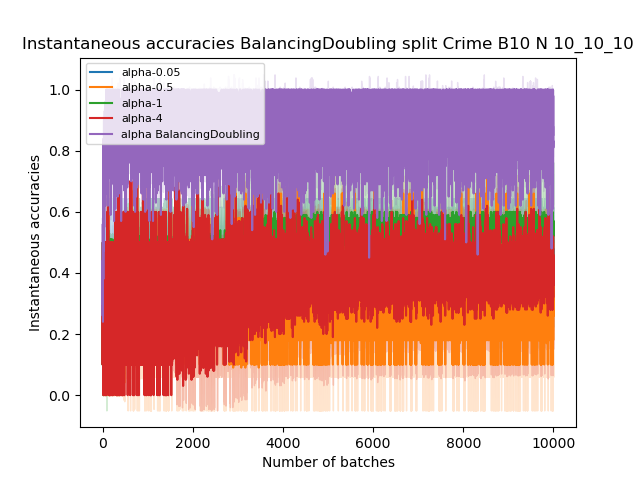 Instantaneous accuracies BalancingDoubling split Crime B10 N 10_10_10
alpha-0.05
alpha-0.5
alpha-1
alpha-4
alpha BalancingDoubling
Instantaneous accuracies
1.0
0.8
0.6
0.4
0.2
0.0
0 2000 4000 6000 8000 10000
Number of batches